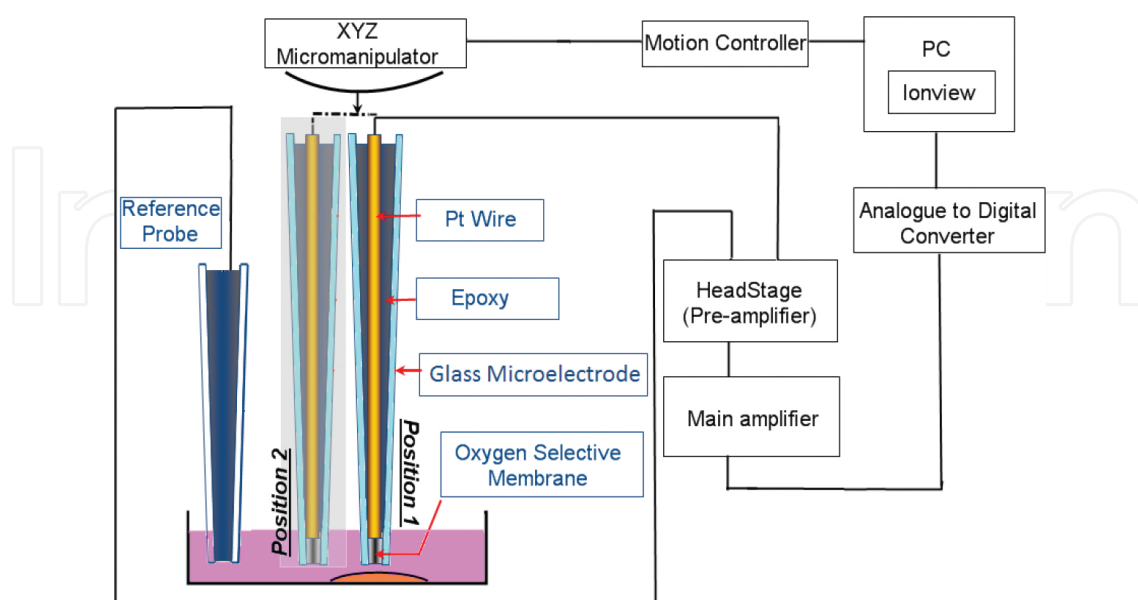 XYZ
Micromanipulator
Motion Controller
PC
Ionview
Reference
Probe
Pt Wire
Analogue to Digital
Converter
Epoxy
HeadStage
(Pre-amplifier)
Glass Microelectrode
Main amplifier
Position 2
Position 1
Oxygen Selective
Membrane